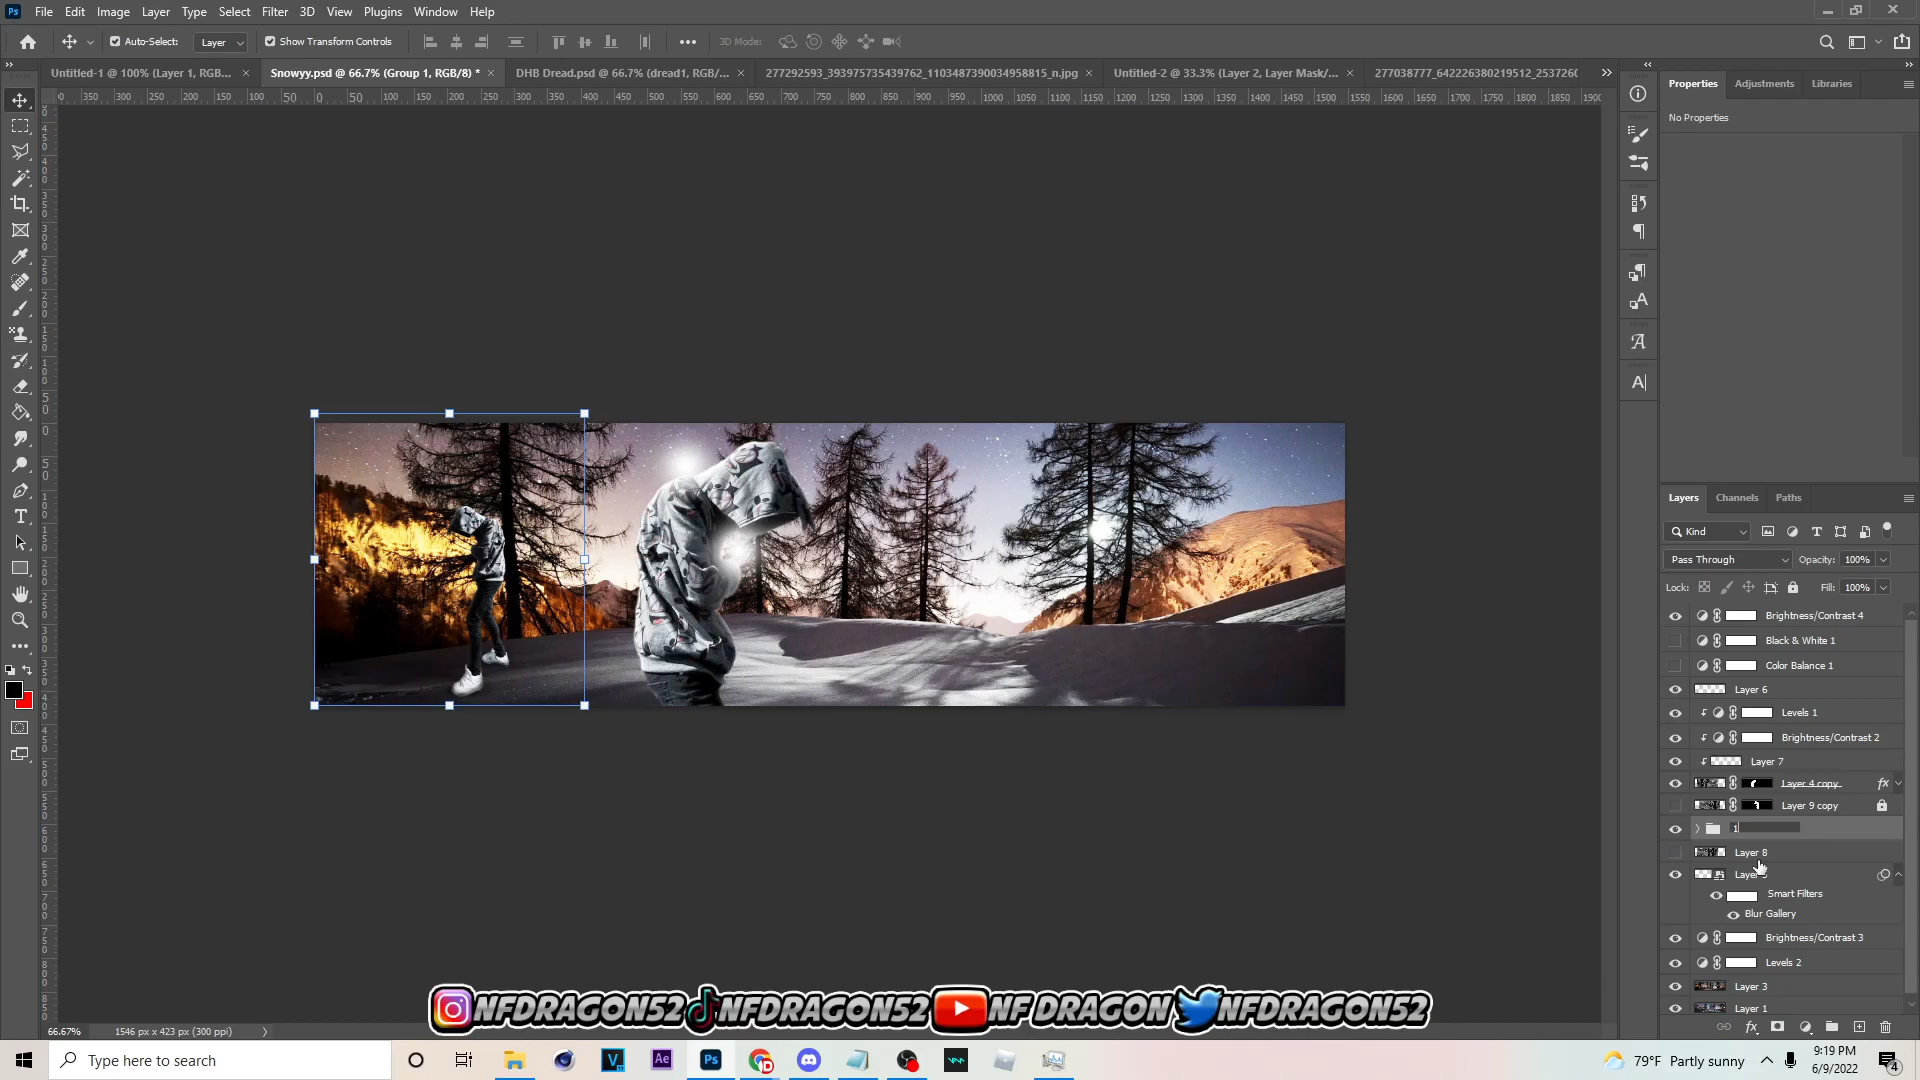 Ps File Edit Image Layer Type Select Filter 3D View Plugins Window Help
Auto-Select: Layer Show Transform Controls 3D Mode:
Untitled-1 @ 100% (Layer 1, RGB... Snowyy.psd @ 66.7% (Group 1, RGB/8) * DHB Dread.psd @ 66.7% (dread1, RGB/... 277292593_393975735439762_1103487390034958815_n.jpg Untitled-2 @ 33.3% (Layer 2, Layer Mask/... 277038777_642226380219512_2537260
Properties Adjustments Libraries
No Properties
Layers Channels Paths
Kind
Pass Through Opacity: 100%
Lock: Fill: 100%
Brightness/Contrast 4
Black & White 1
Color Balance 1
Layer 6
Levels 1
Brightness/Contrast 2
Layer 7
Layer 4 copy fx
Layer 9 copy
1
Layer 8
Layer
Smart Filters
Blur Gallery
Brightness/Contrast 3
Levels 2
Layer 3
Layer 1
NFDRAGON52 NFDRAGON52 NF DRAGON NFDRAGON52
66.67% 1546 px x 423 px (300 ppi)
Type here to search
79°F Partly sunny
9:19 PM
6/9/2022
4